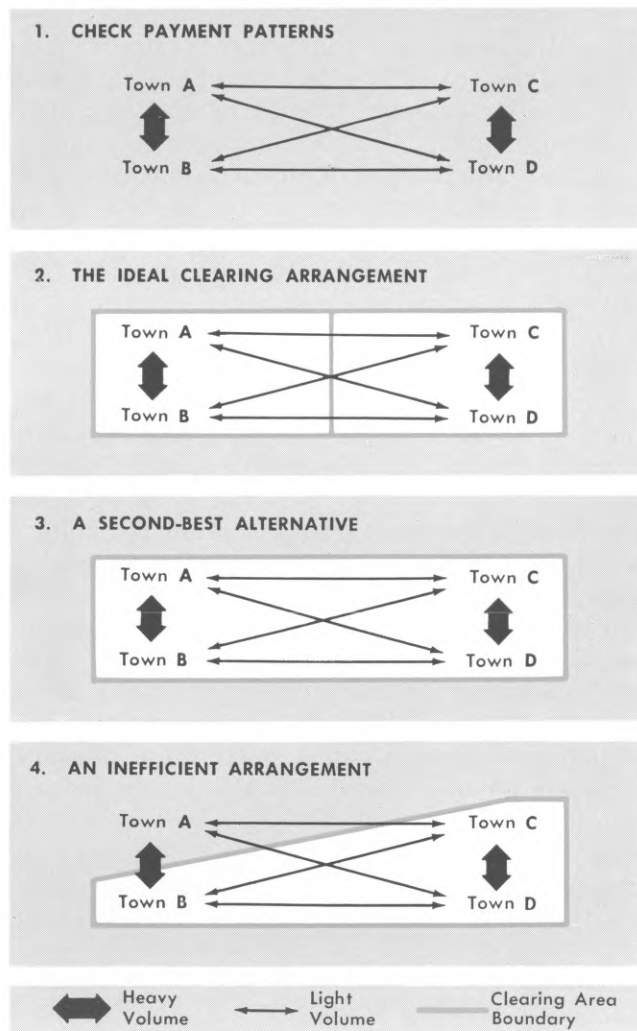 1. CHECK PAYMENT PATTERNS
Town A Town C
Town B Town D
2. THE IDEAL CLEARING ARRANGEMENT
Town A Town C
Town B Town D
3. A SECOND-BEST ALTERNATIVE
Town A Town C
Town B Town D
4. AN INEFFICIENT ARRANGEMENT
Town A Town C
Town B Town D
Heavy Light Clearing Area
Volume Volume Boundary